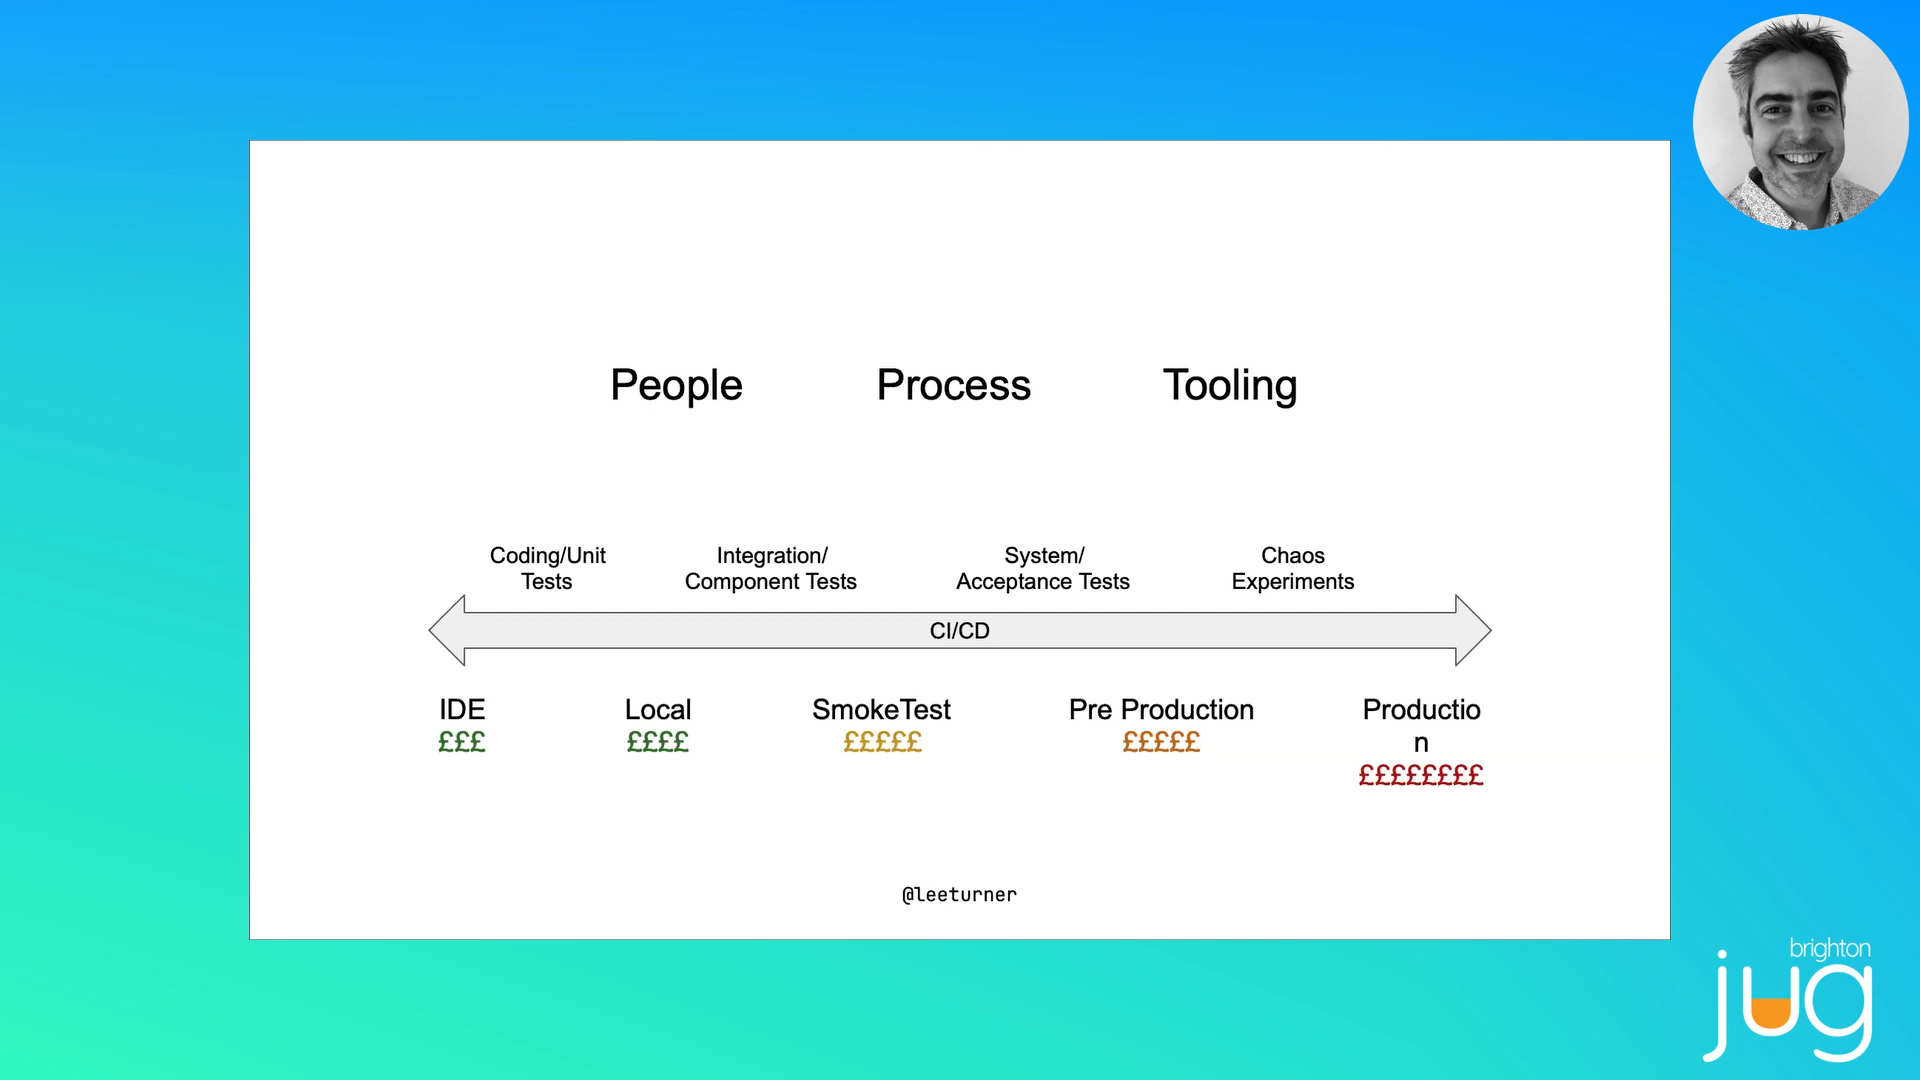 People Process Tooling
Coding/Unit
Tests
Integration/
Component Tests
System/
Acceptance Tests
Chaos
Experiments
CI/CD
IDE
£££
Local
££££
SmokeTest
£££££
Pre Production
£££££
Productio
n
££££££££
@leeturner
brighton
jug